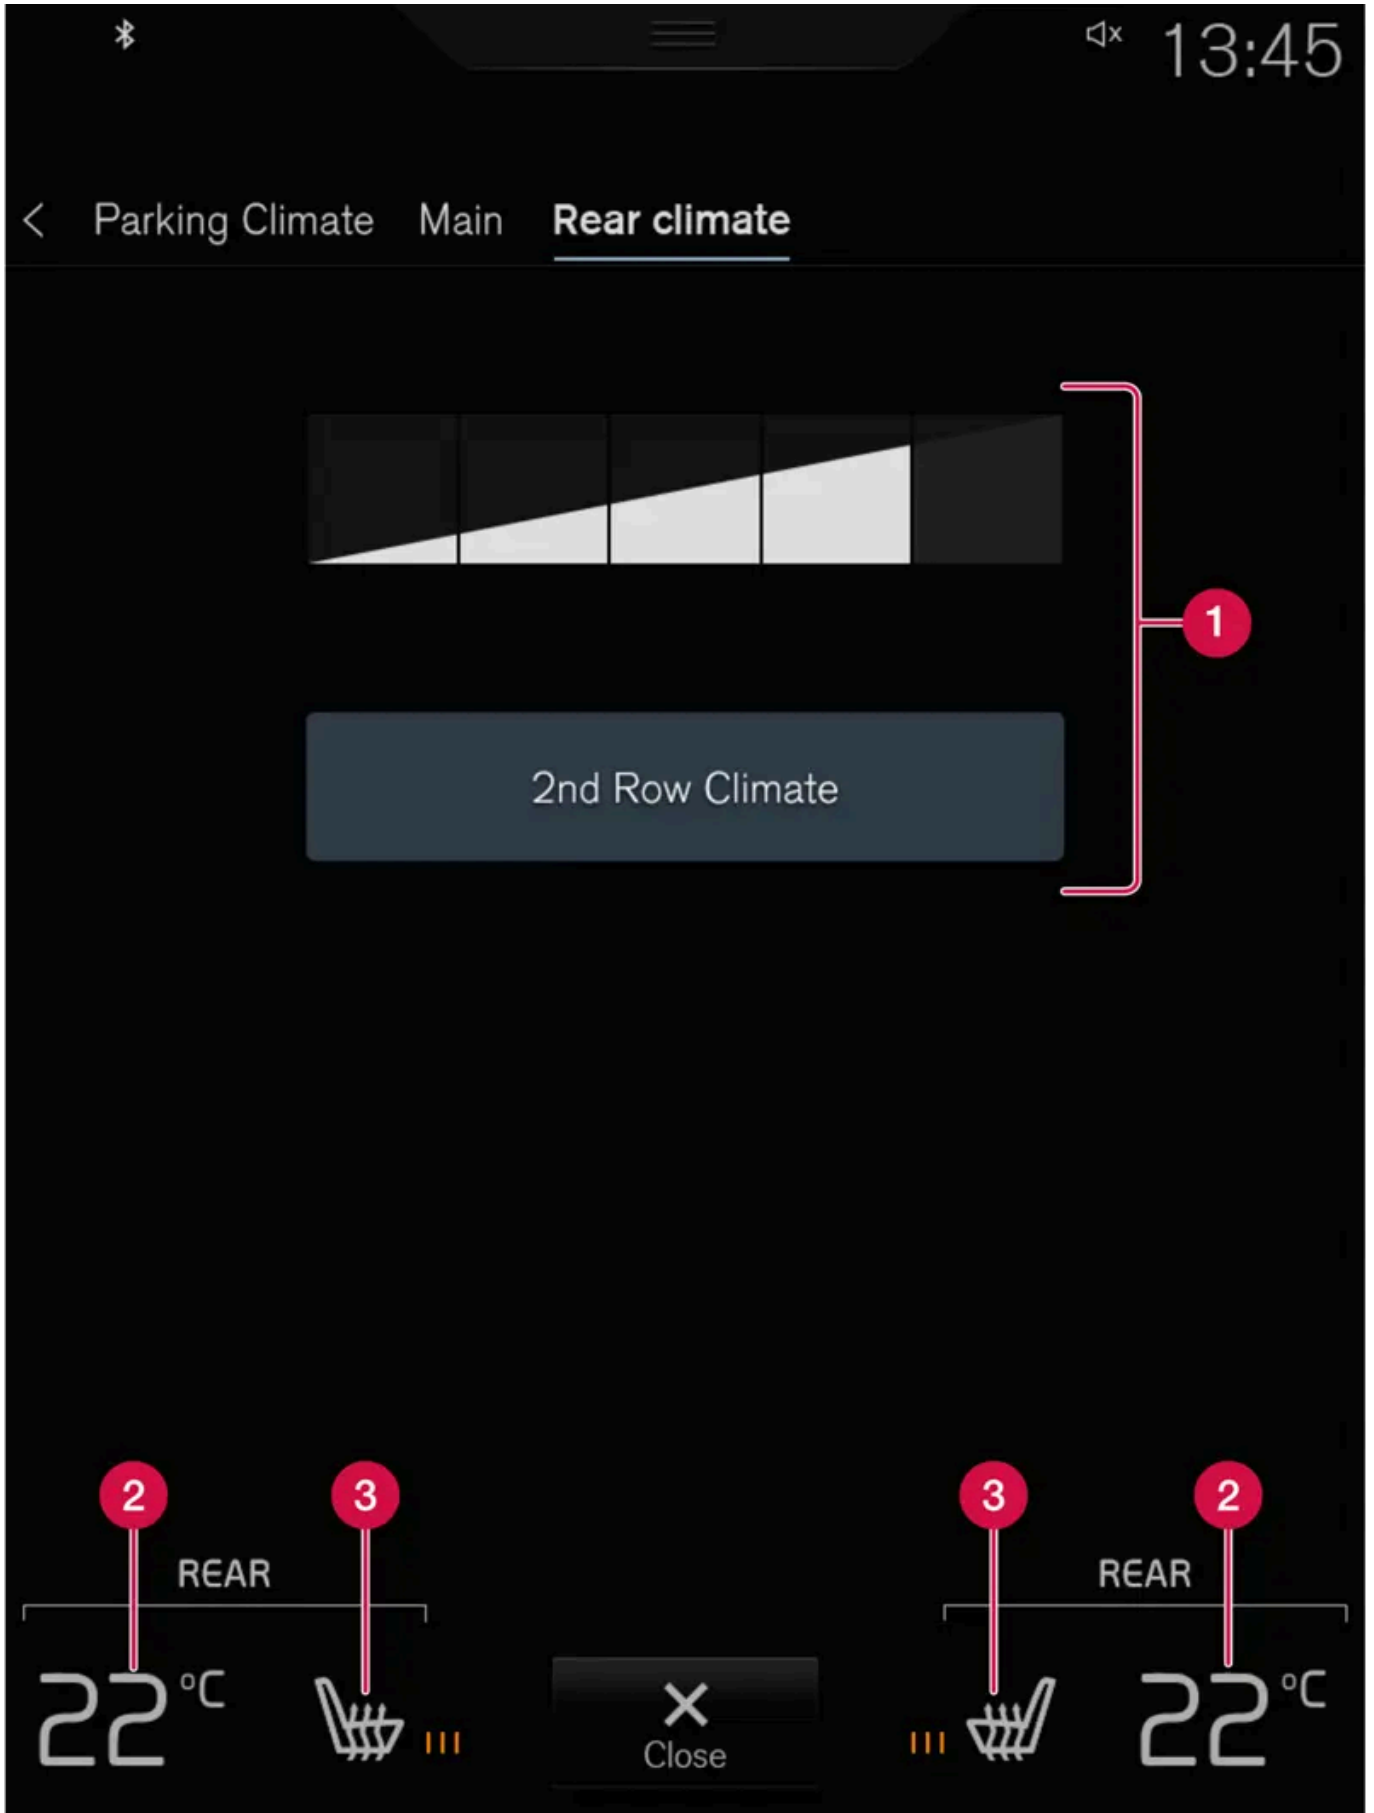 13:45
Parking Climate Main Rear climate
1
2nd Row Climate
2 3 3 2
REAR REAR
22 °C 22 °C
Close